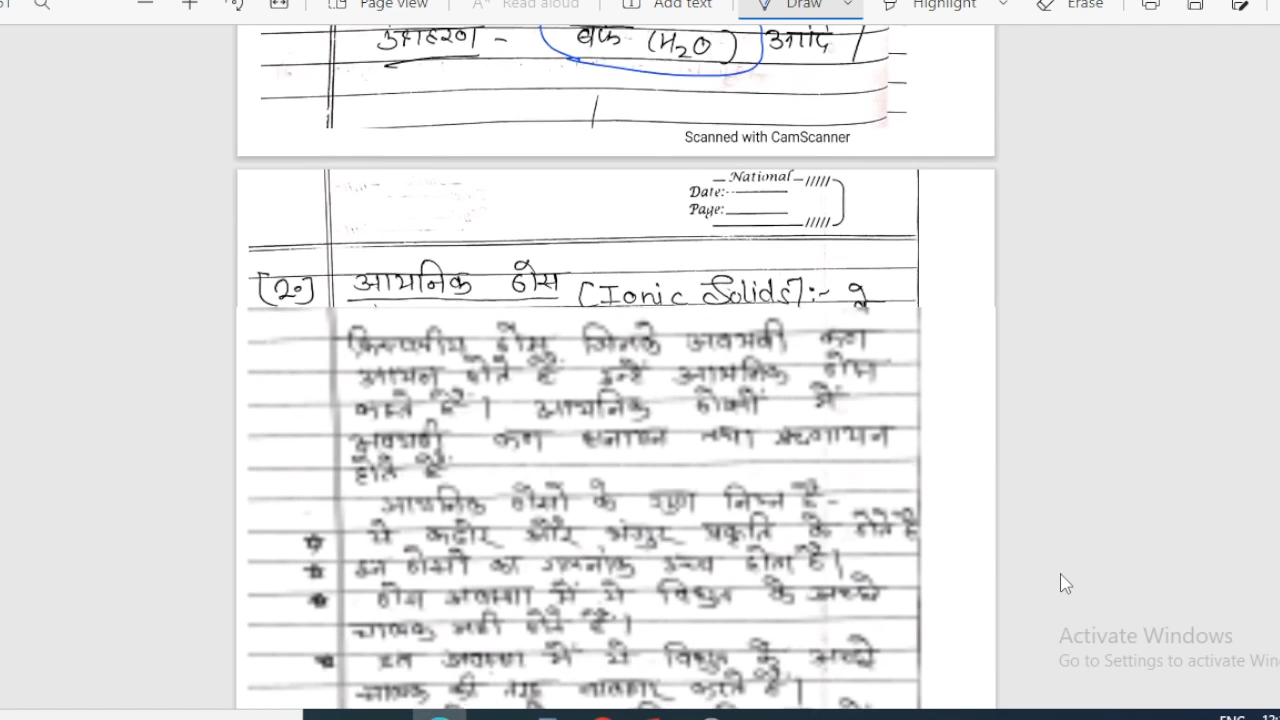 Page view
Read aloud
Add text
Draw
Highlight
Erase
उदाहरण - बर्फ (H2O) आदि |
Scanned with CamScanner
National
Date:
Page:
[2.] आयनिक ठोस (Ionic Solids):- वे
क्रिस्टलीय ठोस जिनके अवयवी कण
आयन होते हैं इन्हें आयनिक ठोस
कहते हैं। आयनिक ठोसों में
अवयवी कण धनायन तथा ऋणायन
होते हैं
आयनिक ठोसों के गुण निम्न हैं-
ये कठोर और भंगुर प्रकृति के होते हैं
इन ठोसों का गलनांक उच्च होता है।
ठोस अवस्था में ये विद्युत के अच्छे
चालक नहीं होते हैं।
द्रव अवस्था में ये विद्युत के अच्छे
चालक की तरह व्यवहार करते हैं।
Activate Windows
Go to Settings to activate Win
ENG